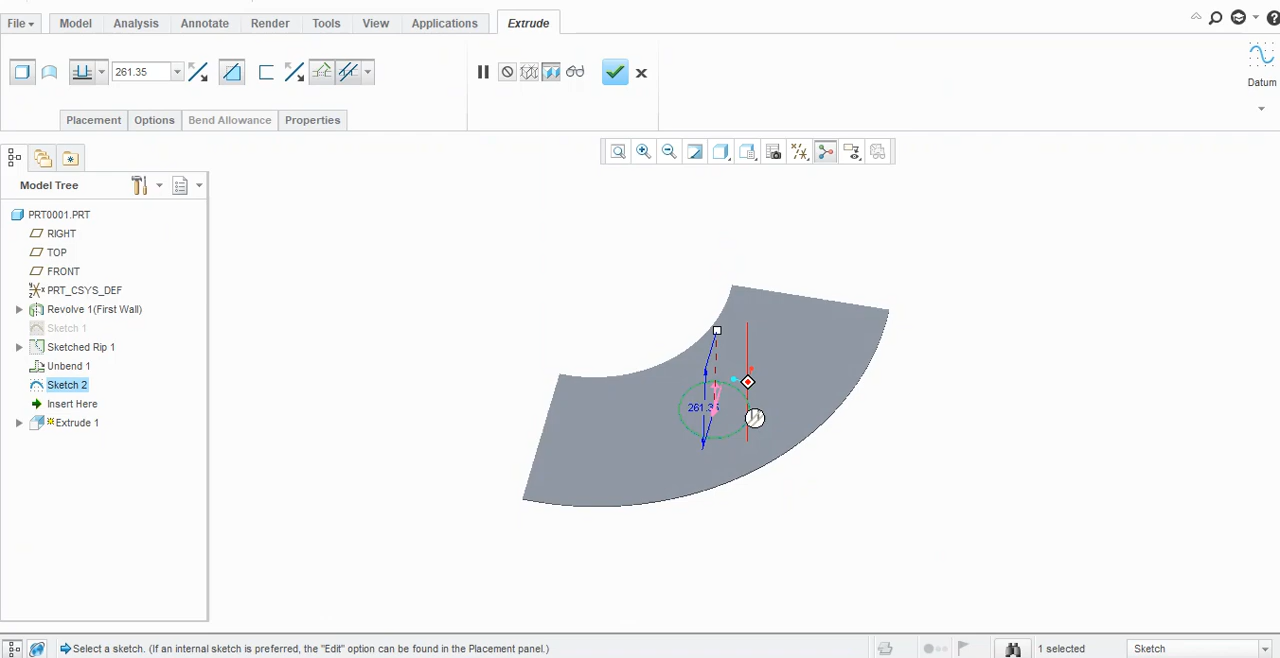 File Model Analysis Annotate Render Tools View Applications Extrude
261.35
Datum
Placement Options Bend Allowance Properties
Model Tree
PRT0001.PRT
RIGHT
TOP
FRONT
PRT_CSYS_DEF
Revolve 1(First Wall)
Sketch 1
Sketched Rip 1
Unbend 1
Sketch 2
Insert Here
Extrude 1
261.35
Select a sketch. (If an internal sketch is preferred, the "Edit" option can be found in the Placement panel.) 1 selected Sketch